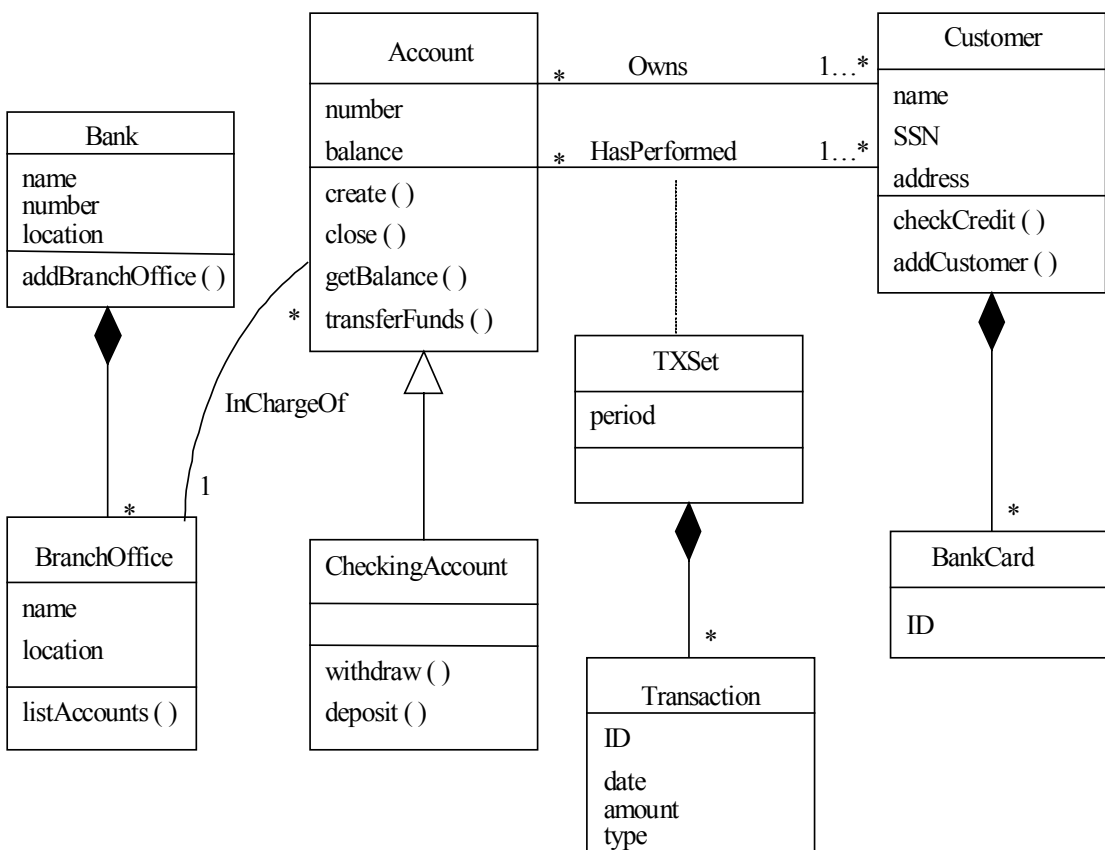 Account
number
balance
create ( )
close ( )
getBalance ( )
transferFunds ( )
* Owns 1…*
* HasPerformed 1…*
Customer
name
SSN
address
checkCredit ( )
addCustomer ( )
Bank
name
number
location
addBranchOffice ( )
*
InChargeOf
1
*
BranchOffice
name
location
listAccounts ( )
CheckingAccount
withdraw ( )
deposit ( )
TXSet
period
*
Transaction
ID
date
amount
type
*
BankCard
ID